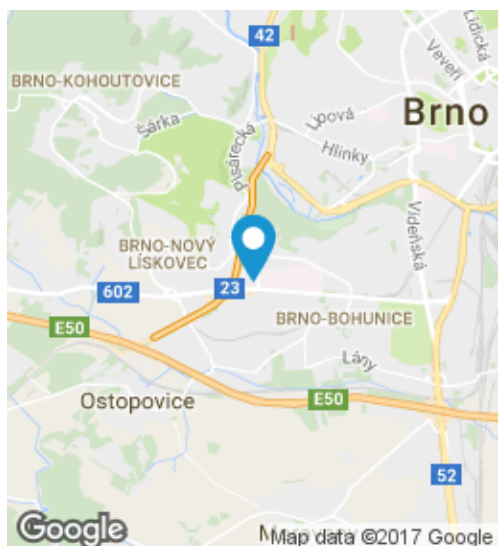 42
Lidická
Veveří
BRNO-KOHOUTOVICE
Brno
Šárka
Pisárecká
Lipová
Hlinky
Vídeňská
BRNO-NOVÝ
LÍSKOVEC
602
23
BRNO-BOHUNICE
E50
Lány
Ostopovice
E50
52
Google
Map data ©2017 Google